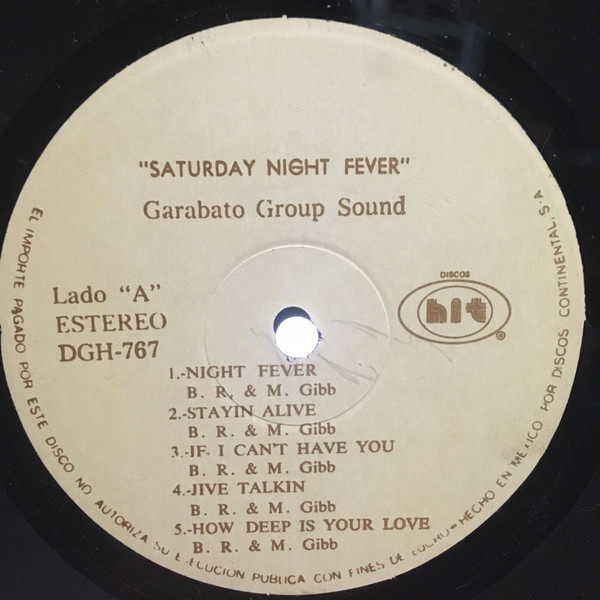 "SATURDAY NIGHT FEVER"
Garabato Group Sound
Lado "A"
ESTEREO
DGH-767
DISCOS
hit
®
1.-NIGHT FEVER
B. R. & M. Gibb
2.-STAYIN ALIVE
B. R. & M. Gibb
3.-IF I CAN'T HAVE YOU
B. R. & M. Gibb
4.-JIVE TALKIN
B. R. & M. Gibb
5.-HOW DEEP IS YOUR LOVE
B. R. & M. Gibb
EL IMPORTE PAGADO POR ESTE DISCO NO AUTORIZA SU EJECUCION PUBLICA CON FINES DE LUCRO - HECHO EN MEXICO POR DISCOS CONTINENTAL, S.A